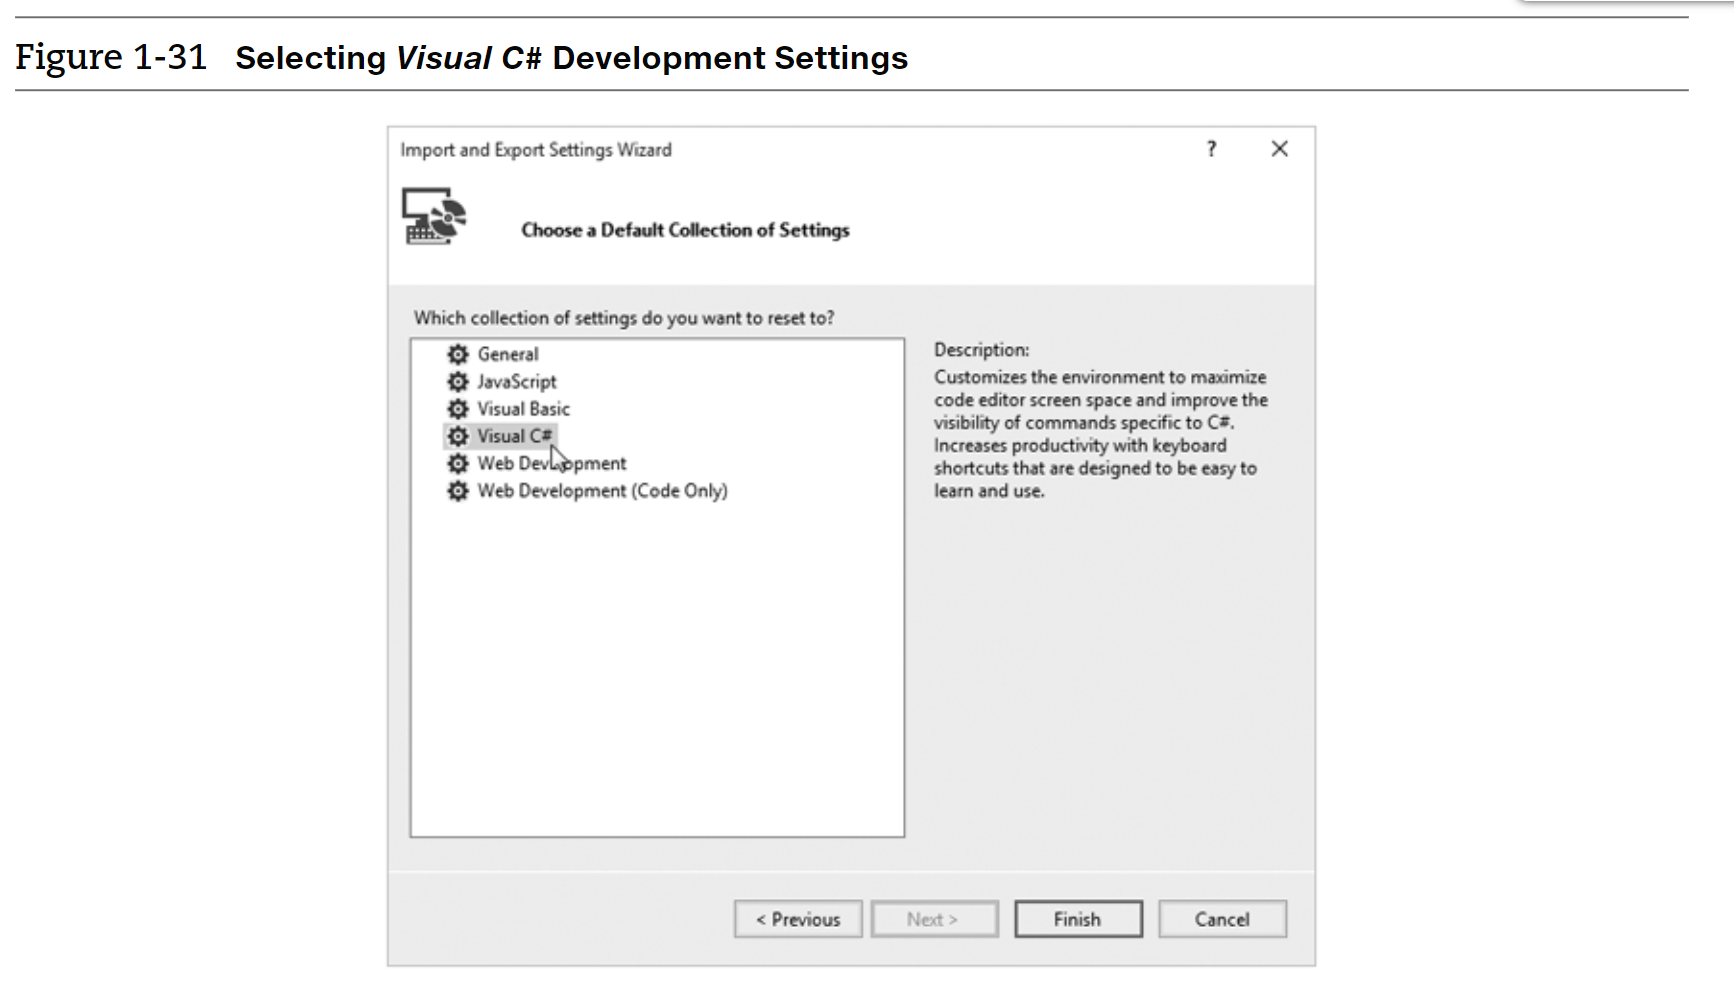 Figure 1-31 Selecting Visual C# Development Settings
Import and Export Settings Wizard
?
Choose a Default Collection of Settings
Which collection of settings do you want to reset to?
General
JavaScript
Visual Basic
Visual C#
Web Development
Web Development (Code Only)
Description:
Customizes the environment to maximize
code editor screen space and improve the
visibility of commands specific to C#.
Increases productivity with keyboard
shortcuts that are designed to be easy to
learn and use.
< Previous
Next >
Finish
Cancel